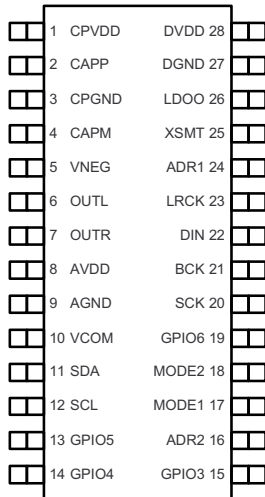 1 CPVDD DVDD 28
2 CAPP DGND 27
3 CPGND LDOO 26
4 CAPM XSMT 25
5 VNEG ADR1 24
6 OUTL LRCK 23
7 OUTR DIN 22
8 AVDD BCK 21
9 AGND SCK 20
10 VCOM GPIO6 19
11 SDA MODE2 18
12 SCL MODE1 17
13 GPIO5 ADR2 16
14 GPIO4 GPIO3 15